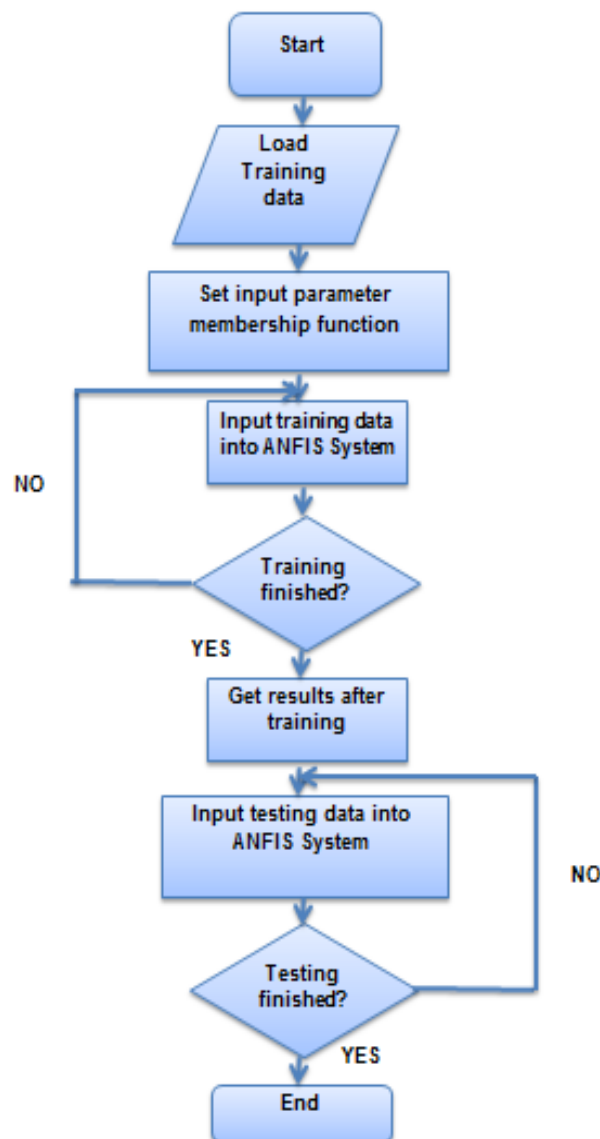 Start
Load
Training
data
Set input parameter
membership function
Input training data
into ANFIS System
NO
Training
finished?
YES
Get results after
training
Input testing data into
ANFIS System
NO
Testing
finished?
YES
End